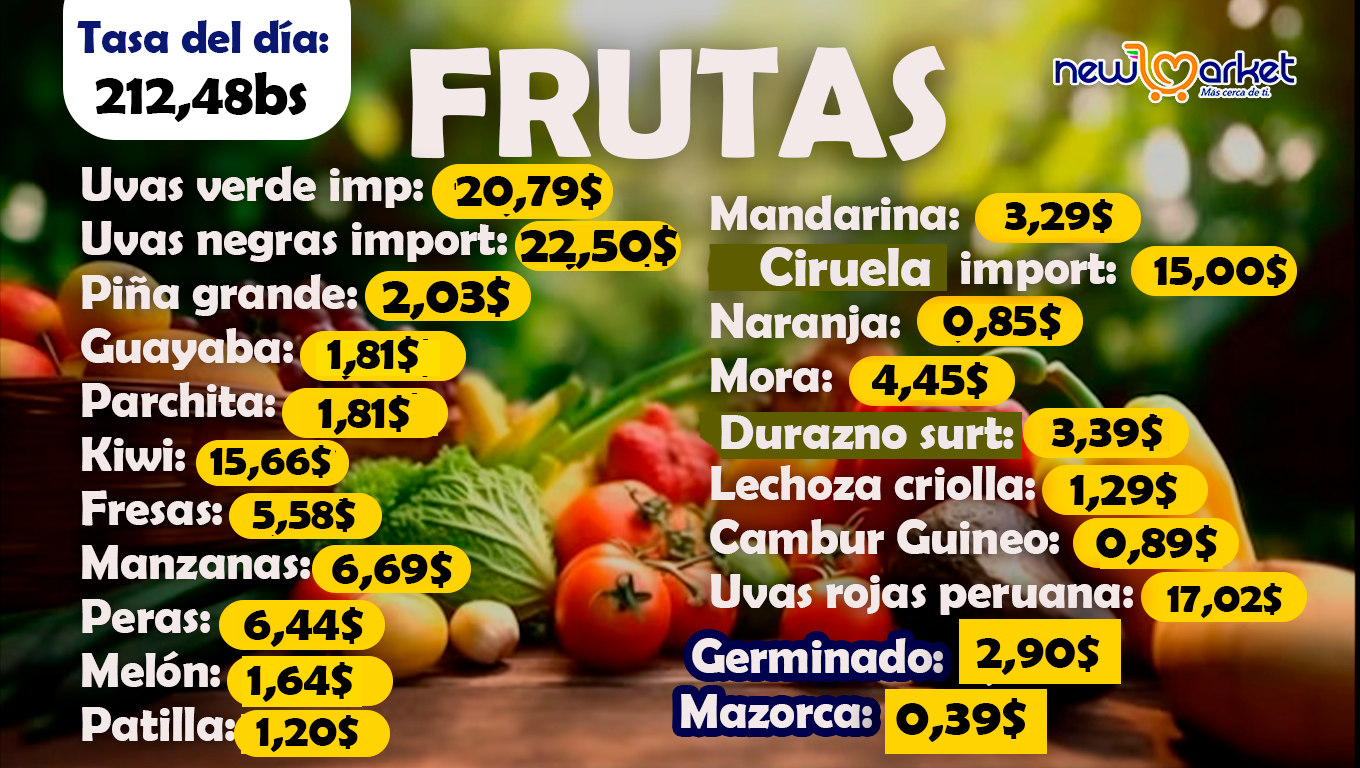 Tasa del día:
212,48bs
FRUTAS
new market
Más cerca de ti.
Uvas verde imp: 20,79$
Uvas negras import: 22,50$
Piña grande: 2,03$
Guayaba: 1,81$
Parchita: 1,81$
Kiwi: 15,66$
Fresas: 5,58$
Manzanas: 6,69$
Peras: 6,44$
Melón: 1,64$
Patilla: 1,20$
Mandarina: 3,29$
Ciruela import: 15,00$
Naranja: 0,85$
Mora: 4,45$
Durazno surt: 3,39$
Lechoza criolla: 1,29$
Cambur Guineo: 0,89$
Uvas rojas peruana: 17,02$
Germinado: 2,90$
Mazorca: 0,39$